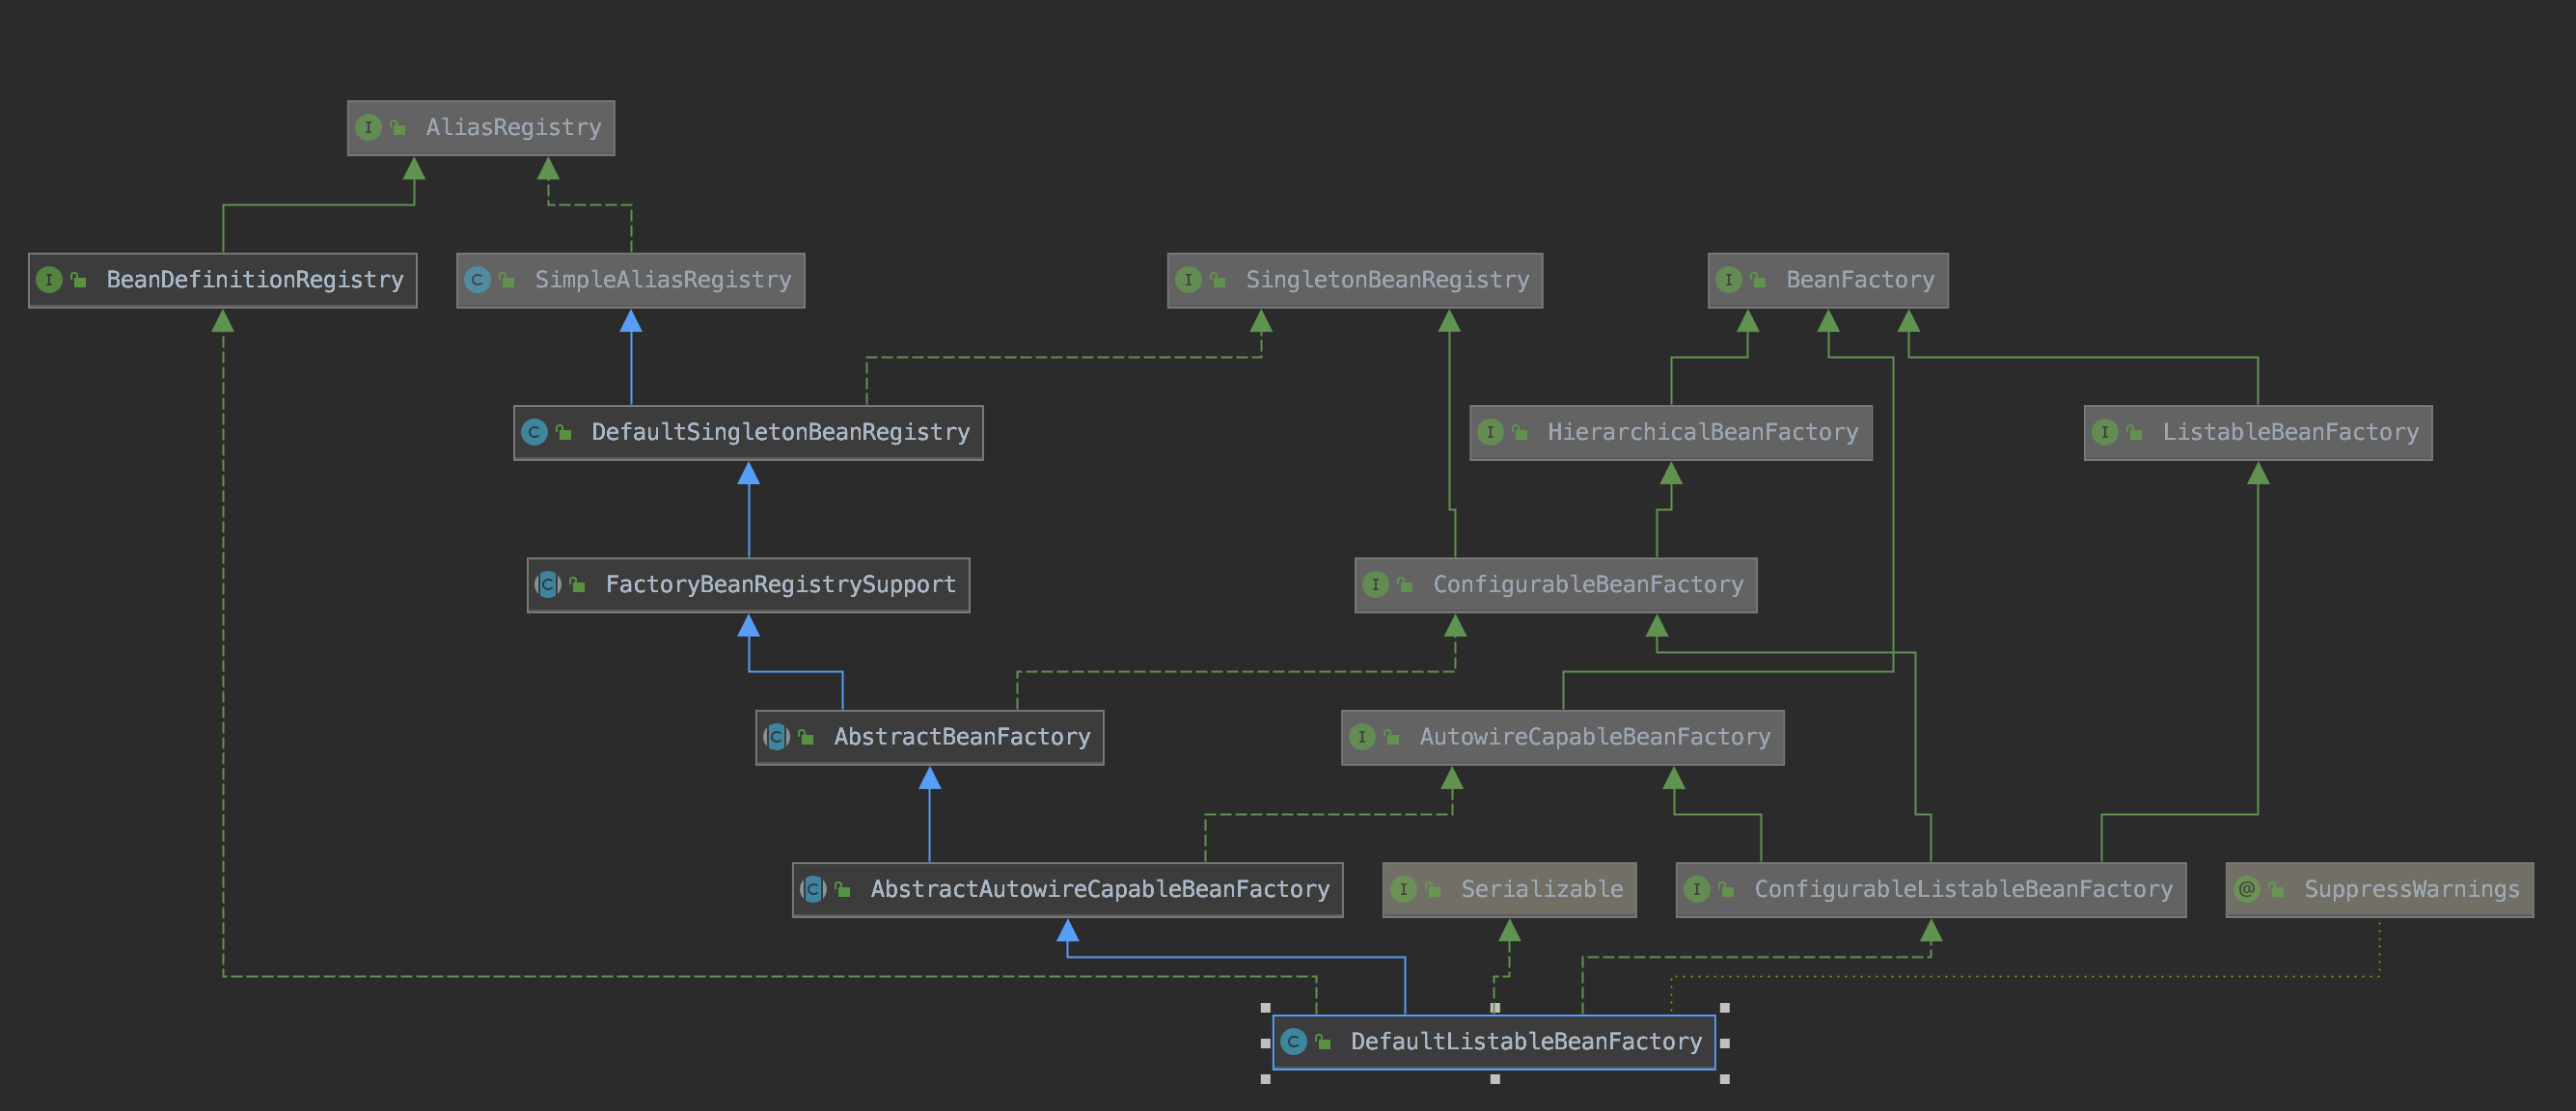 AliasRegistry
BeanDefinitionRegistry
SimpleAliasRegistry
SingletonBeanRegistry
BeanFactory
DefaultSingletonBeanRegistry
HierarchicalBeanFactory
ListableBeanFactory
FactoryBeanRegistrySupport
ConfigurableBeanFactory
AbstractBeanFactory
AutowireCapableBeanFactory
AbstractAutowireCapableBeanFactory
Serializable
ConfigurableListableBeanFactory
SuppressWarnings
DefaultListableBeanFactory